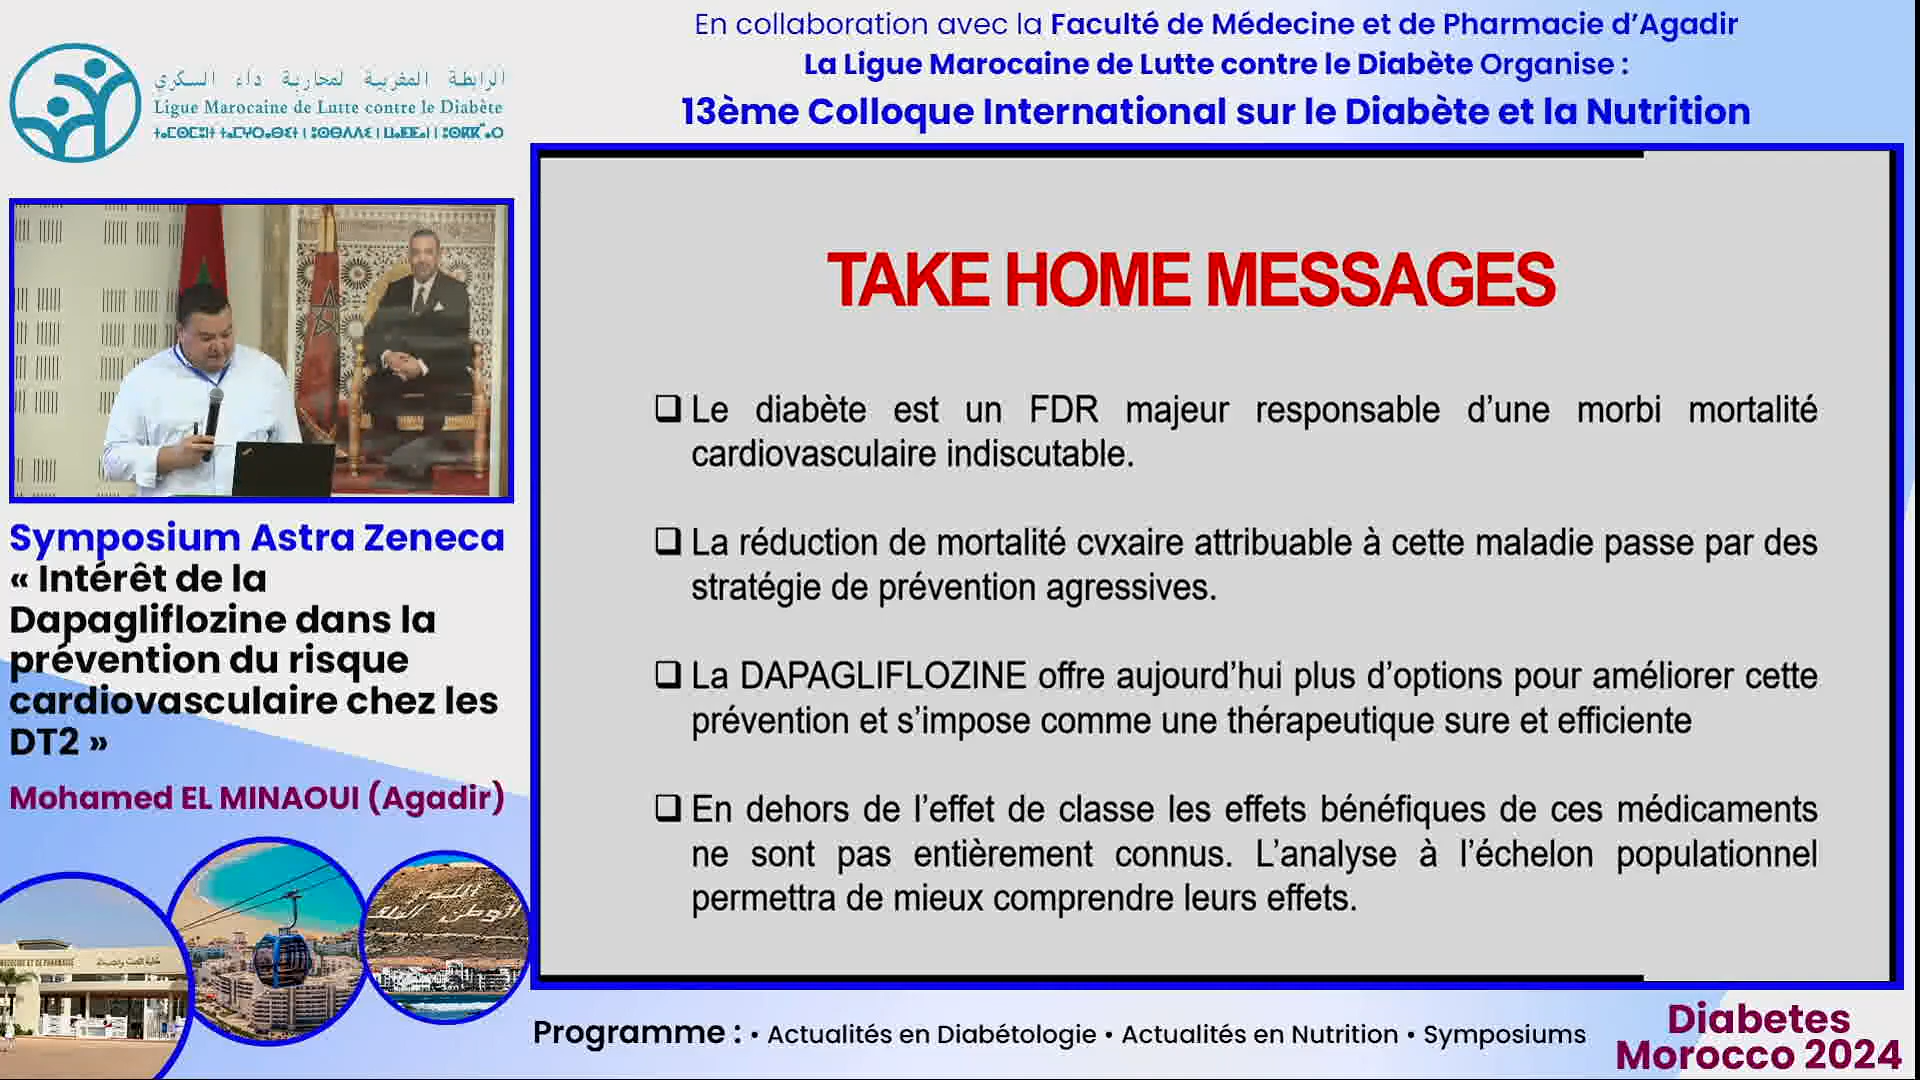 En collaboration avec la Faculté de Médecine et de Pharmacie d’Agadir
La Ligue Marocaine de Lutte contre le Diabète Organise :
13ème Colloque International sur le Diabète et la Nutrition
الرابطة المغربية لمحاربة داء السكري
Ligue Marocaine de Lutte contre le Diabète
Symposium Astra Zeneca
« Intérêt de la
Dapagliflozine dans la
prévention du risque
cardiovasculaire chez les
DT2 »
Mohamed EL MINAOUI (Agadir)
TAKE HOME MESSAGES
❑ Le diabète est un FDR majeur responsable d’une morbi mortalité
cardiovasculaire indiscutable.
❑ La réduction de mortalité cvxaire attribuable à cette maladie passe par des
stratégie de prévention agressives.
❑ La DAPAGLIFLOZINE offre aujourd’hui plus d’options pour améliorer cette
prévention et s’impose comme une thérapeutique sure et efficiente
❑ En dehors de l’effet de classe les effets bénéfiques de ces médicaments
ne sont pas entièrement connus. L’analyse à l’échelon populationnel
permettra de mieux comprendre leurs effets.
الله
الوطن الملك
Programme : • Actualités en Diabétologie • Actualités en Nutrition • Symposiums
Diabetes
Morocco 2024